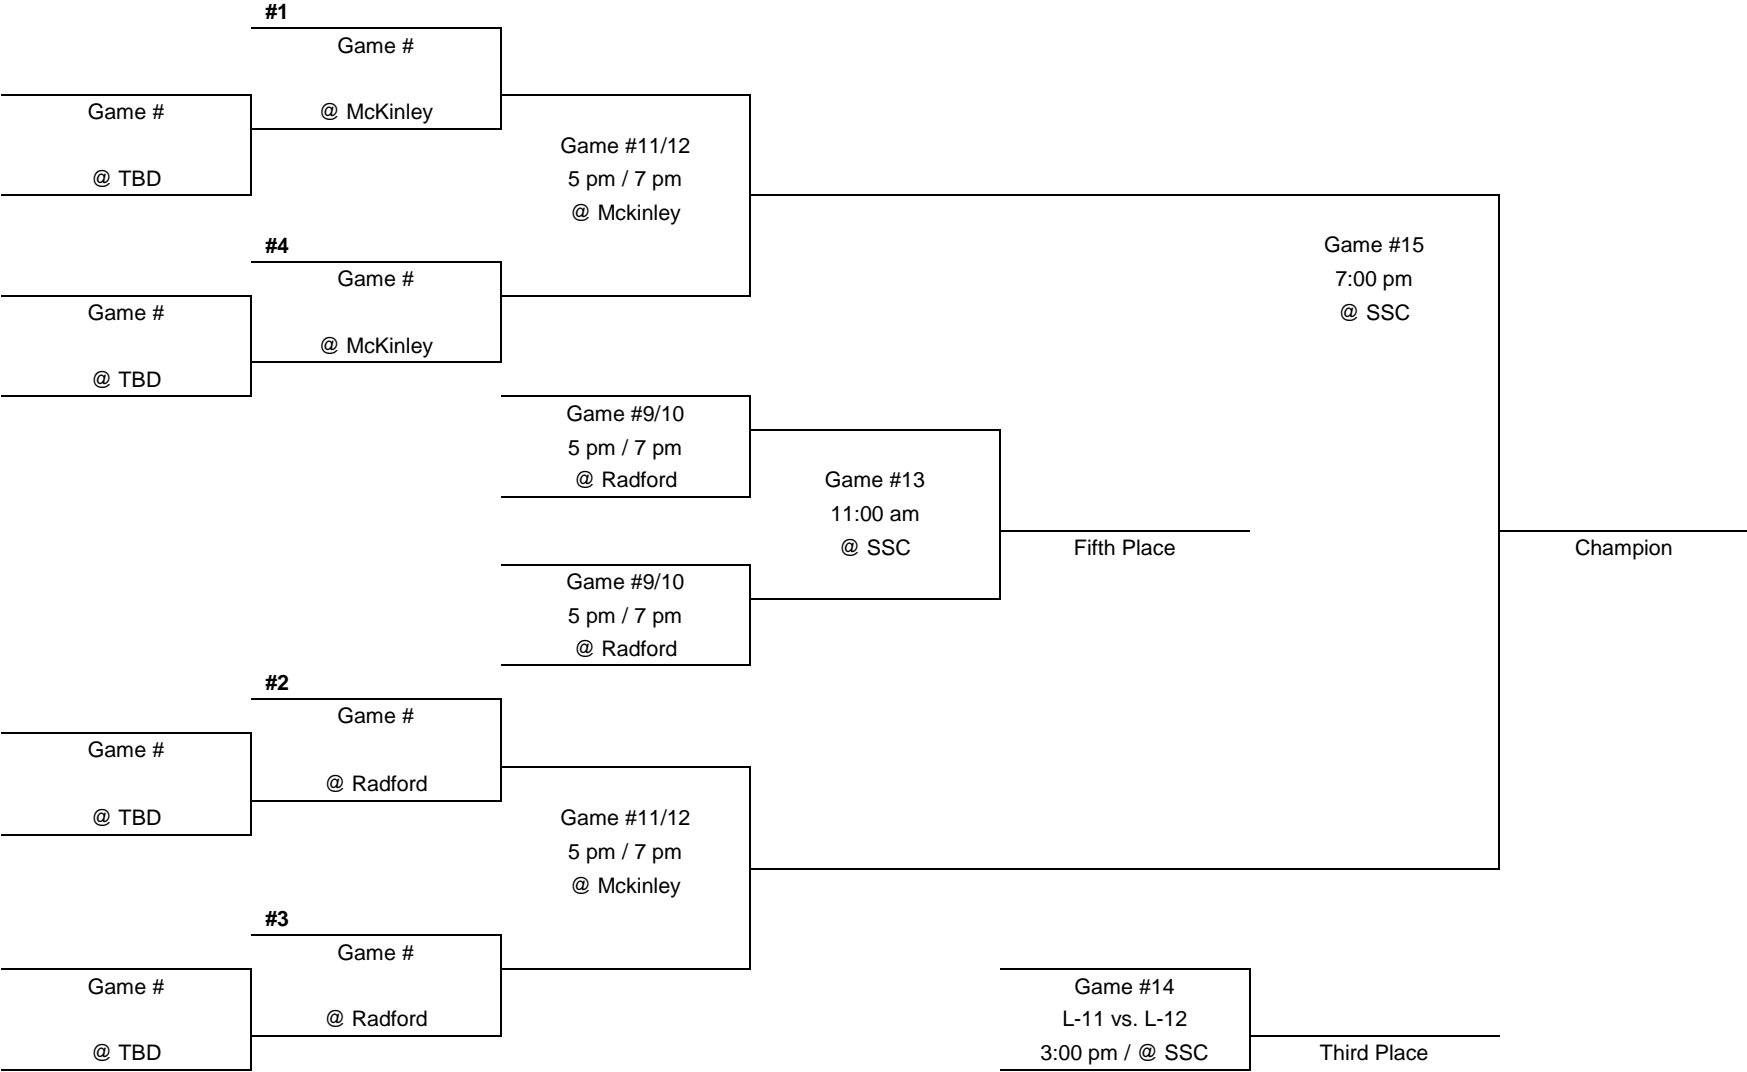 #1
Game #
@ McKinley
Game #
@ TBD
Game #11/12
5 pm / 7 pm
@ Mckinley
#4
Game #
@ McKinley
Game #
@ TBD
Game #15
7:00 pm
@ SSC
Game #9/10
5 pm / 7 pm
@ Radford
Game #13
11:00 am
@ SSC
Fifth Place
Champion
Game #9/10
5 pm / 7 pm
@ Radford
#2
Game #
@ Radford
Game #
@ TBD
Game #11/12
5 pm / 7 pm
@ Mckinley
#3
Game #
@ Radford
Game #
@ TBD
Game #14
L-11 vs. L-12
3:00 pm / @ SSC
Third Place